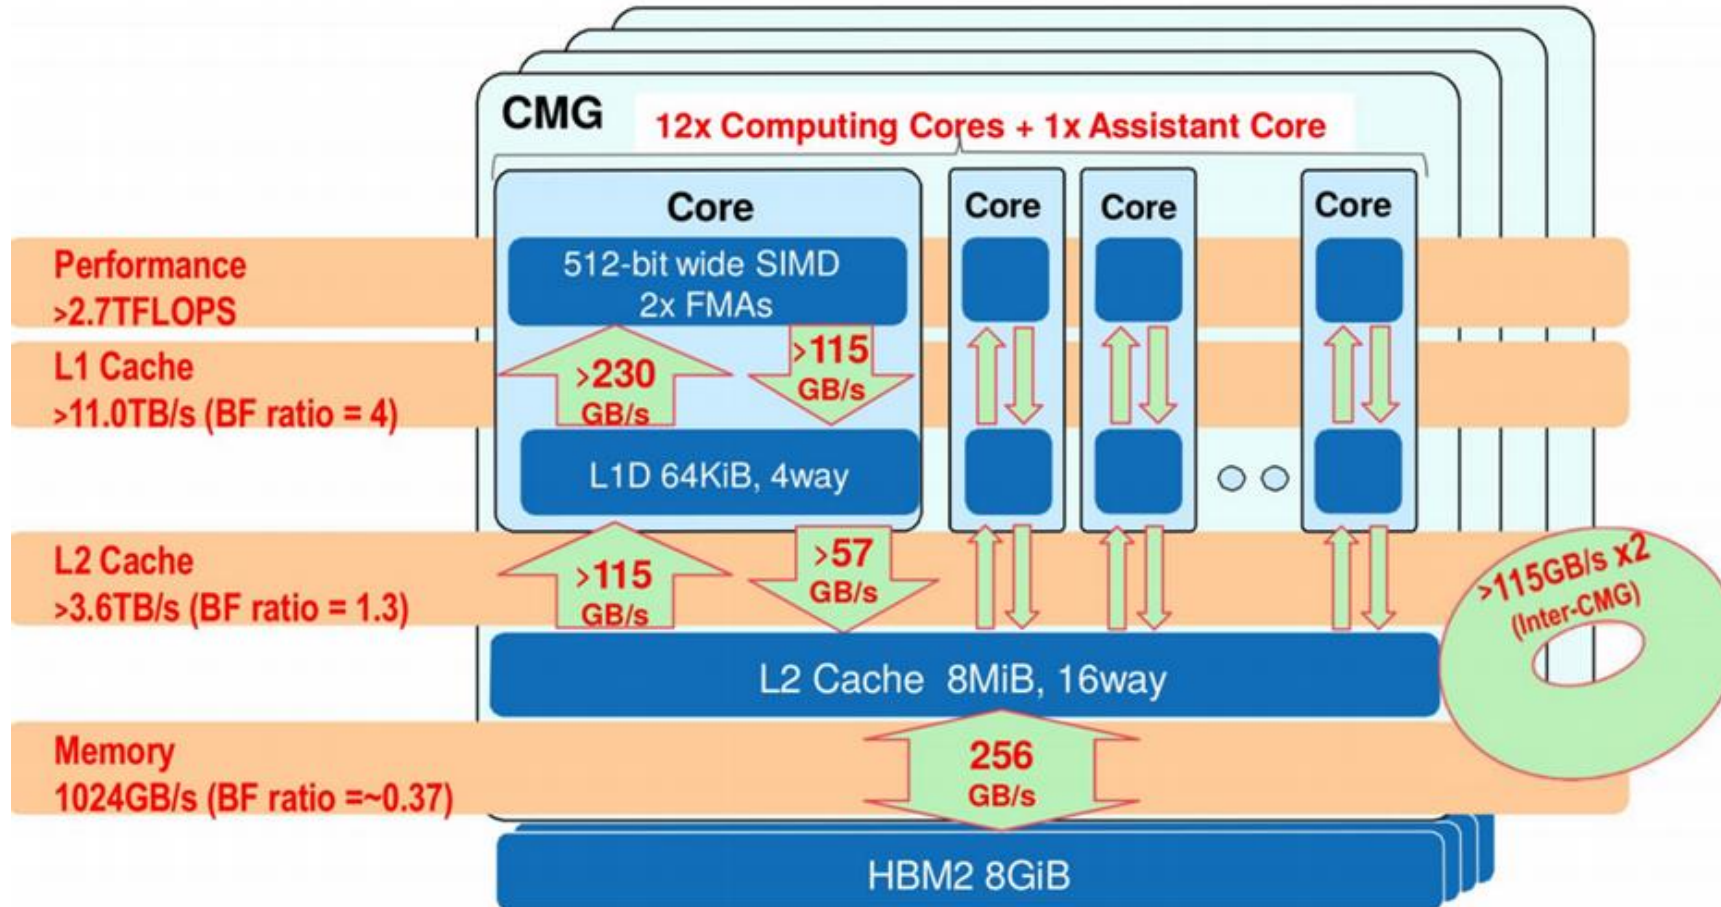 CMG
12x Computing Cores + 1x Assistant Core
Core
Core
Core
Core
Performance
>2.7TFLOPS
512-bit wide SIMD
2x FMAs
L1 Cache
>11.0TB/s (BF ratio = 4)
>230
GB/s
>115
GB/s
L1D 64KiB, 4way
L2 Cache
>3.6TB/s (BF ratio = 1.3)
>115
GB/s
>57
GB/s
>115GB/s x2
(Inter-CMG)
L2 Cache 8MiB, 16way
Memory
1024GB/s (BF ratio =~0.37)
256
GB/s
HBM2 8GiB